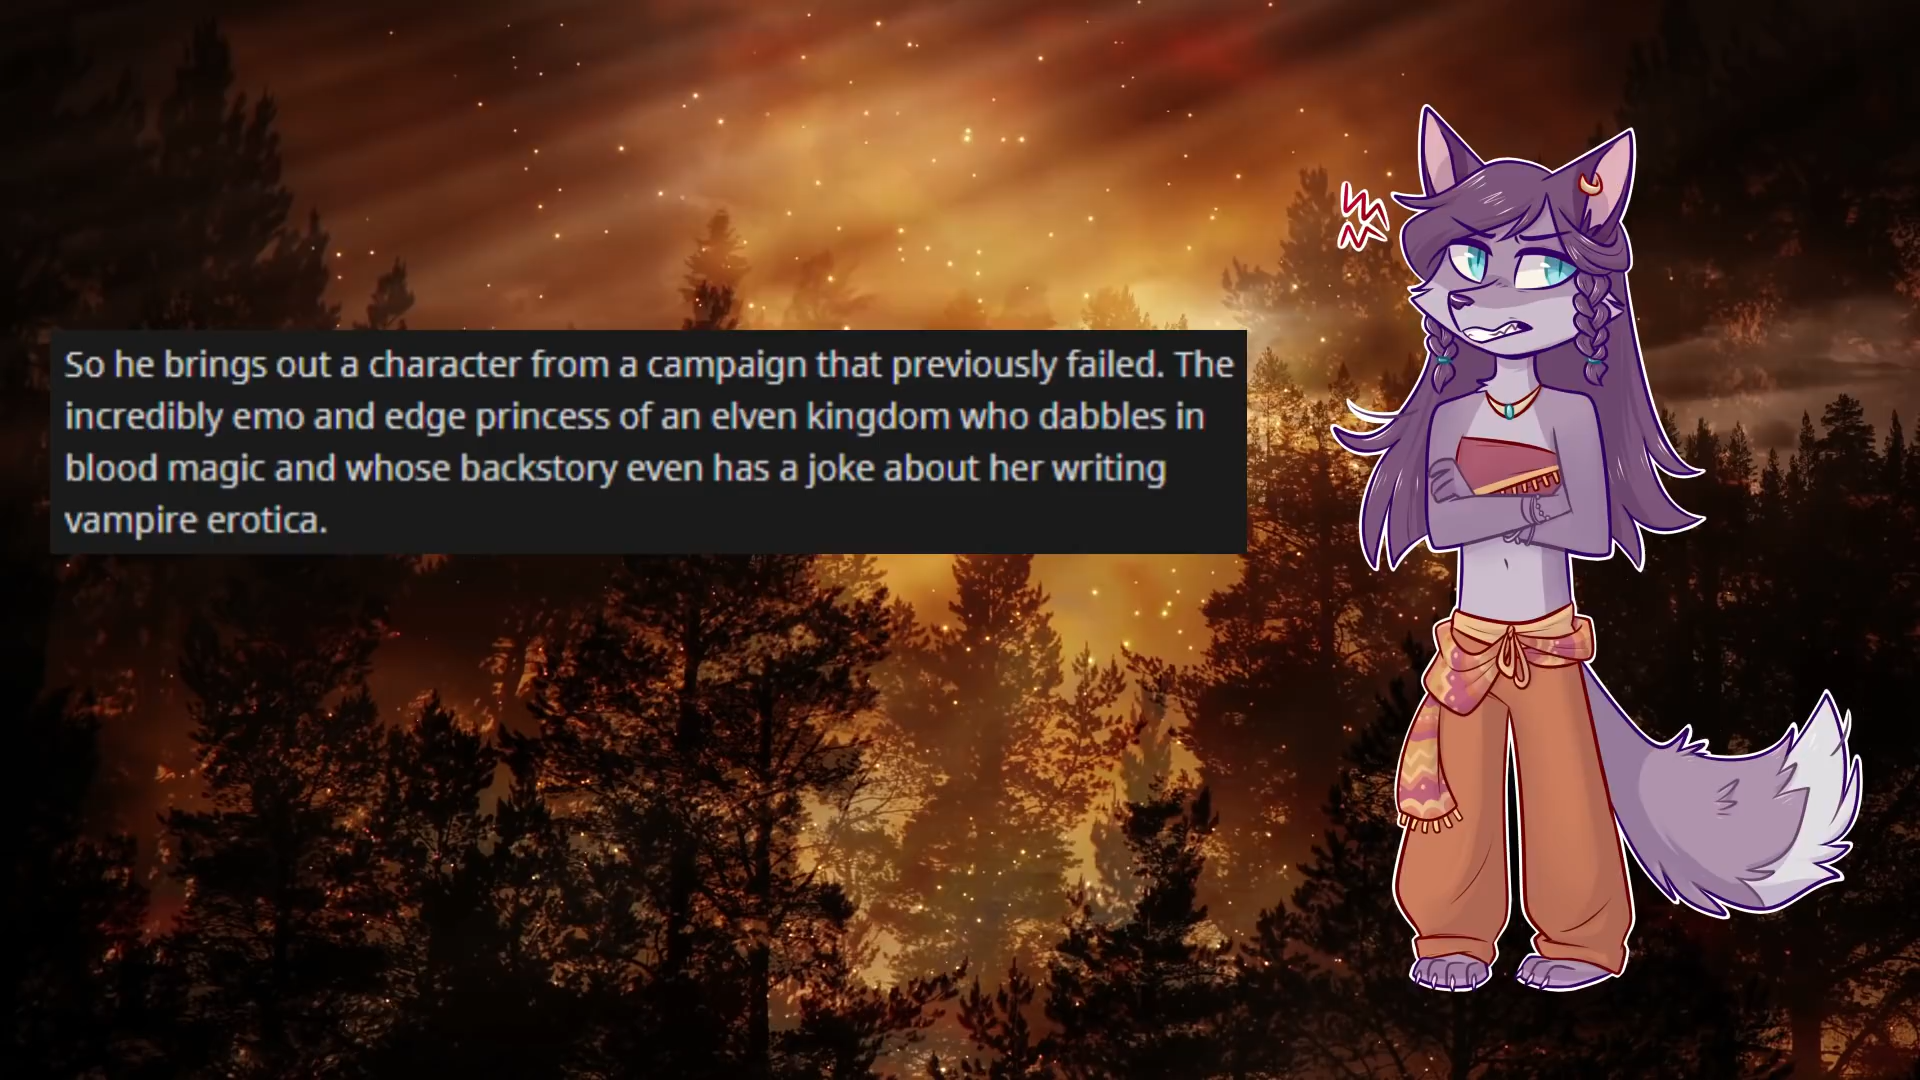 So he brings out a character from a campaign that previously failed. The
incredibly emo and edge princess of an elven kingdom who dabbles in
blood magic and whose backstory even has a joke about her writing
vampire erotica.